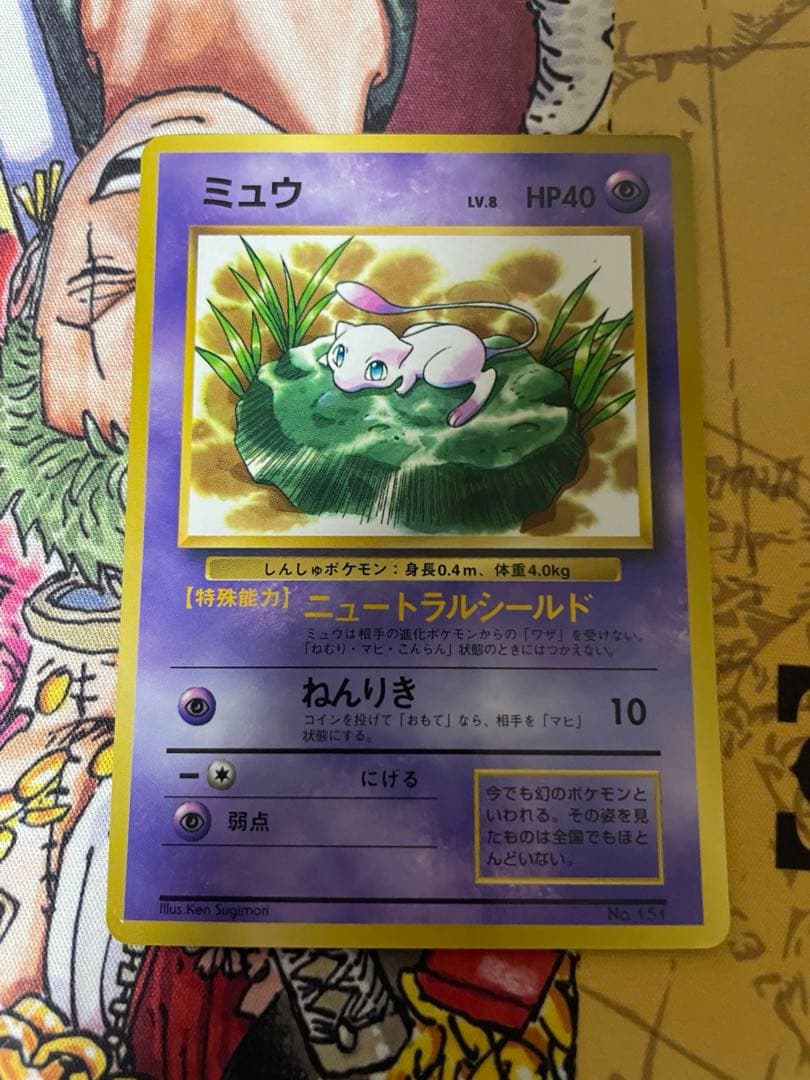 ミュウ LV.8 HP40
しんしゅポケモン：身長0.4m、体重4.0kg
【特殊能力】ニュートラルシールド
ミュウは相手の進化ポケモンからの「ワザ」を受けない。
「ねむり・マヒ・こんらん」状態のときにはつかえない。
ねんりき 10
コインを投げて「おもて」なら、相手を「マヒ」
状態にする。
にげる
弱点
今でも幻のポケモンと
いわれる。その姿を見
たものは全国でもほと
んどいない。
Illus.Ken Sugimori No. 151